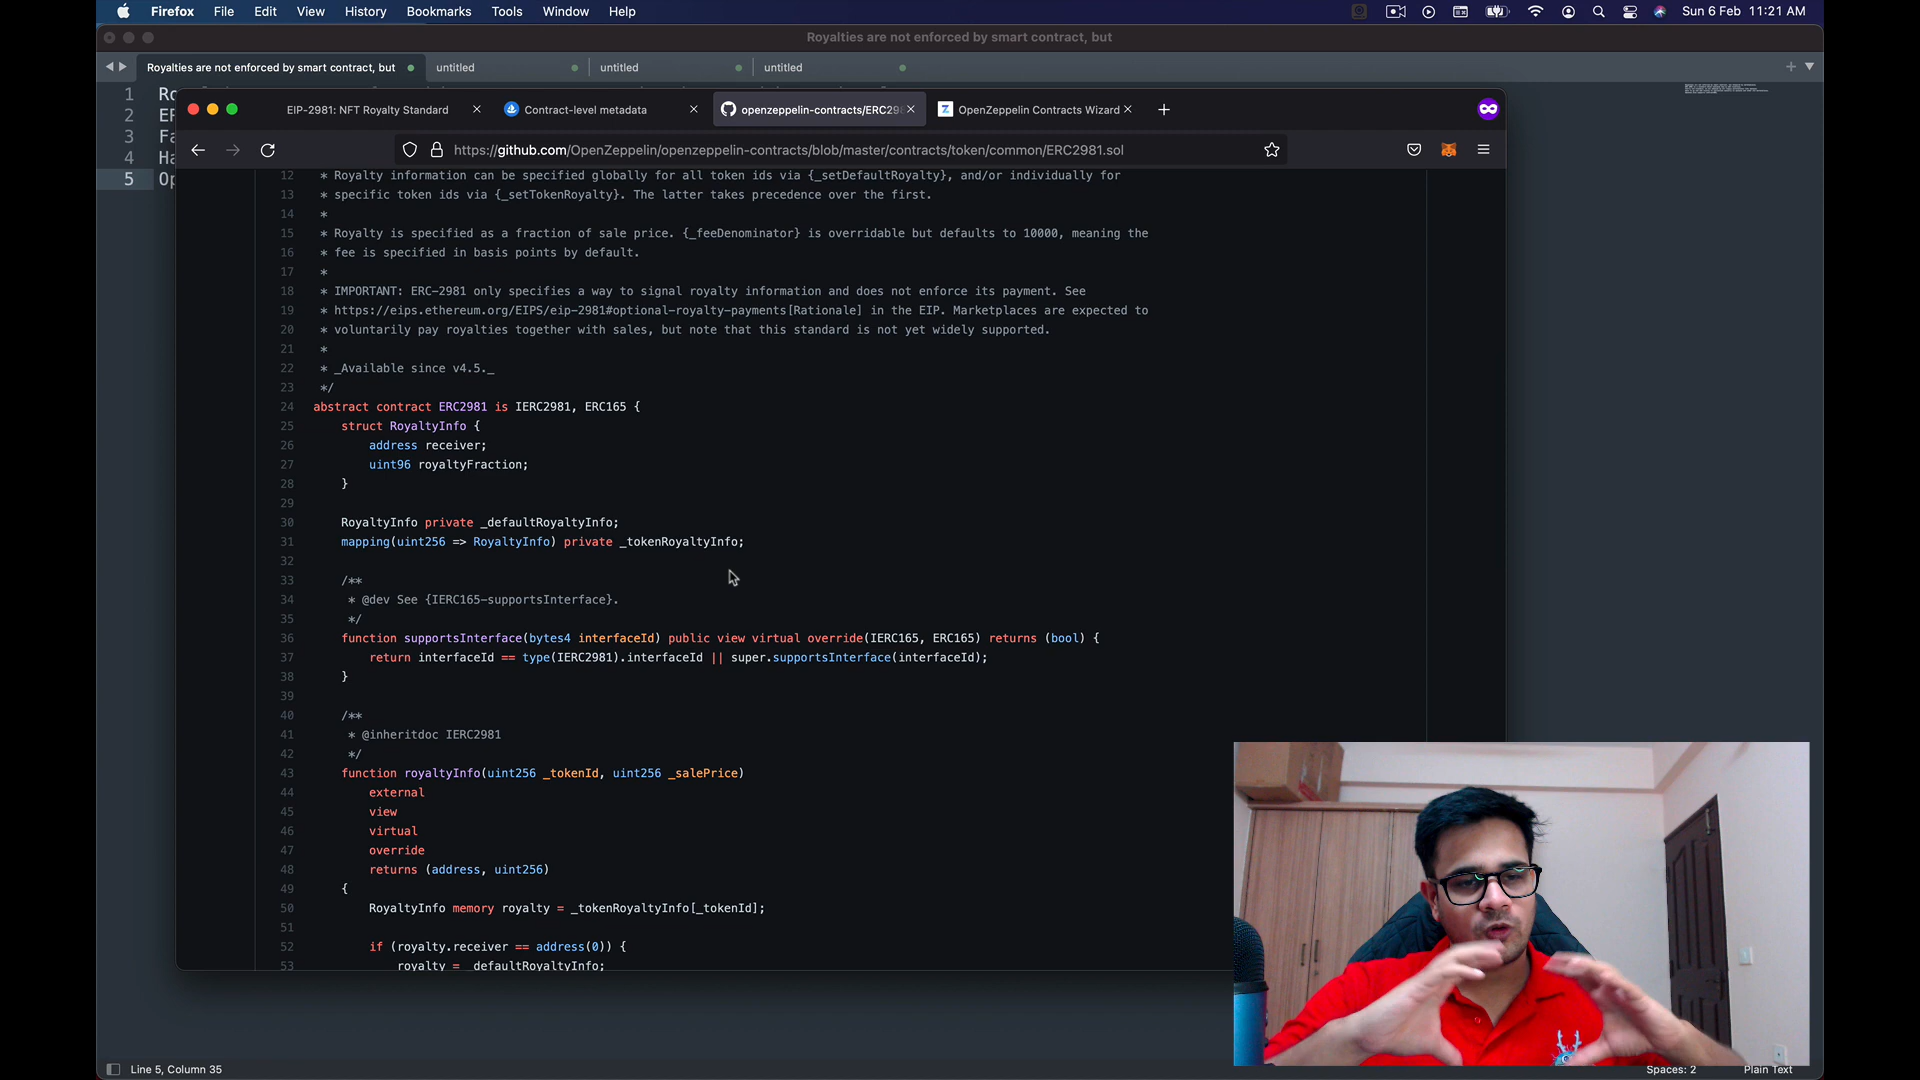 Firefox File Edit View History Bookmarks Tools Window Help Sun 6 Feb 11:21 AM
Royalties are not enforced by smart contract, but
Royalties are not enforced by smart contract, but untitled untitled untitled
1
2
3
4
5
EIP-2981: NFT Royalty Standard Contract-level metadata openzeppelin-contracts/ERC298 OpenZeppelin Contracts Wizard
https://github.com/OpenZeppelin/openzeppelin-contracts/blob/master/contracts/token/common/ERC2981.sol
12 * Royalty information can be specified globally for all token ids via {_setDefaultRoyalty}, and/or individually for
13 * specific token ids via {_setTokenRoyalty}. The latter takes precedence over the first.
14 *
15 * Royalty is specified as a fraction of sale price. {_feeDenominator} is overridable but defaults to 10000, meaning the
16 * fee is specified in basis points by default.
17 *
18 * IMPORTANT: ERC-2981 only specifies a way to signal royalty information and does not enforce its payment. See
19 * https://eips.ethereum.org/EIPS/eip-2981#optional-royalty-payments[Rationale] in the EIP. Marketplaces are expected to
20 * voluntarily pay royalties together with sales, but note that this standard is not yet widely supported.
21 *
22 * _Available since v4.5._
23 */
24 abstract contract ERC2981 is IERC2981, ERC165 {
25 struct RoyaltyInfo {
26 address receiver;
27 uint96 royaltyFraction;
28 }
29
30 RoyaltyInfo private _defaultRoyaltyInfo;
31 mapping(uint256 => RoyaltyInfo) private _tokenRoyaltyInfo;
32
33 /**
34 * @dev See {IERC165-supportsInterface}.
35 */
36 function supportsInterface(bytes4 interfaceId) public view virtual override(IERC165, ERC165) returns (bool) {
37 return interfaceId == type(IERC2981).interfaceId || super.supportsInterface(interfaceId);
38 }
39
40 /**
41 * @inheritdoc IERC2981
42 */
43 function royaltyInfo(uint256 _tokenId, uint256 _salePrice)
44 external
45 view
46 virtual
47 override
48 returns (address, uint256)
49 {
50 RoyaltyInfo memory royalty = _tokenRoyaltyInfo[_tokenId];
51
52 if (royalty.receiver == address(0)) {
53 royalty = _defaultRoyaltyInfo;
Line 5, Column 35 Spaces: 2 Plain Text